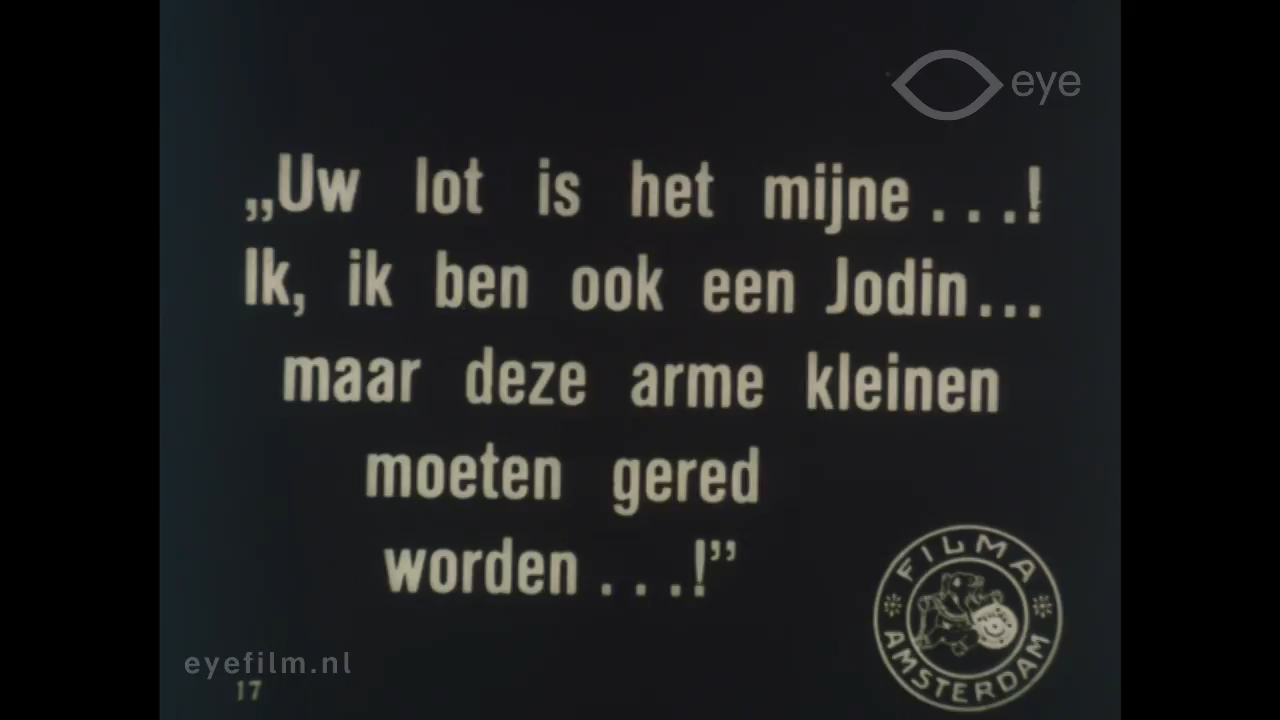 eye
„Uw lot is het mijne...!
Ik, ik ben ook een Jodin...
maar deze arme kleinen
moeten gered
worden...!”
FILMA
AMSTERDAM
eyefilm.nl
17